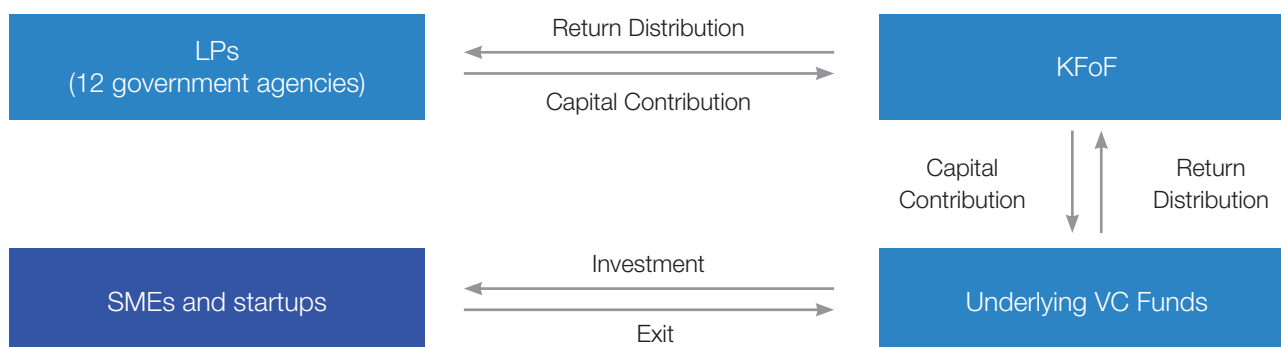 Return Distribution
LPs
(12 government agencies)
KFoF
Capital Contribution
Capital
Contribution
Return
Distribution
Investment
SMEs and startups
Underlying VC Funds
Exit